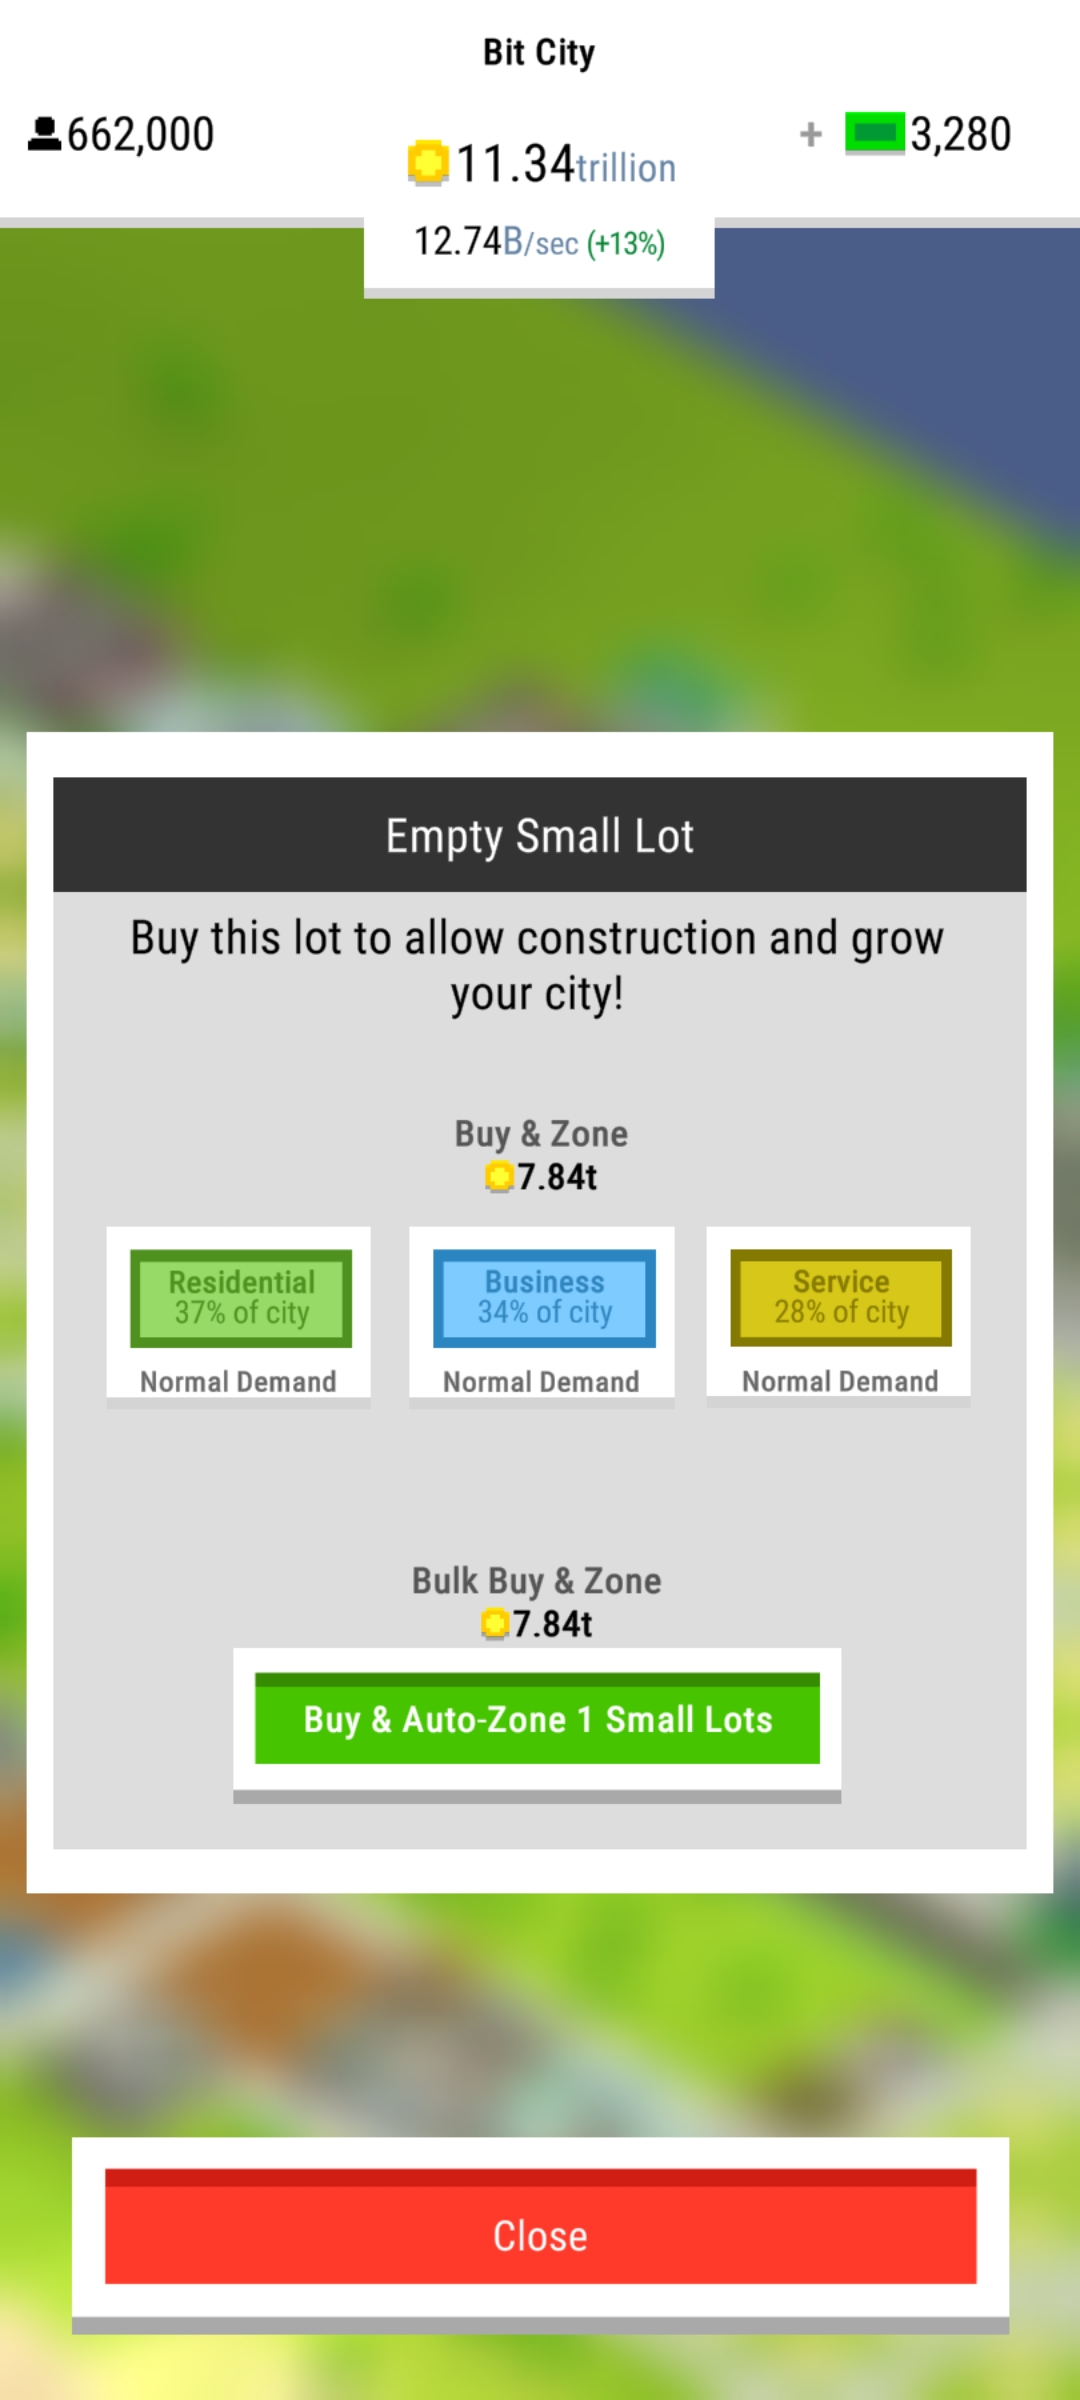 Bit City
662,000
11.34trillion
+ 3,280
12.74B/sec (+13%)
Empty Small Lot
Buy this lot to allow construction and grow
your city!
Buy & Zone
7.84t
Residential
37% of city
Normal Demand
Business
34% of city
Normal Demand
Service
28% of city
Normal Demand
Bulk Buy & Zone
7.84t
Buy & Auto-Zone 1 Small Lots
Close